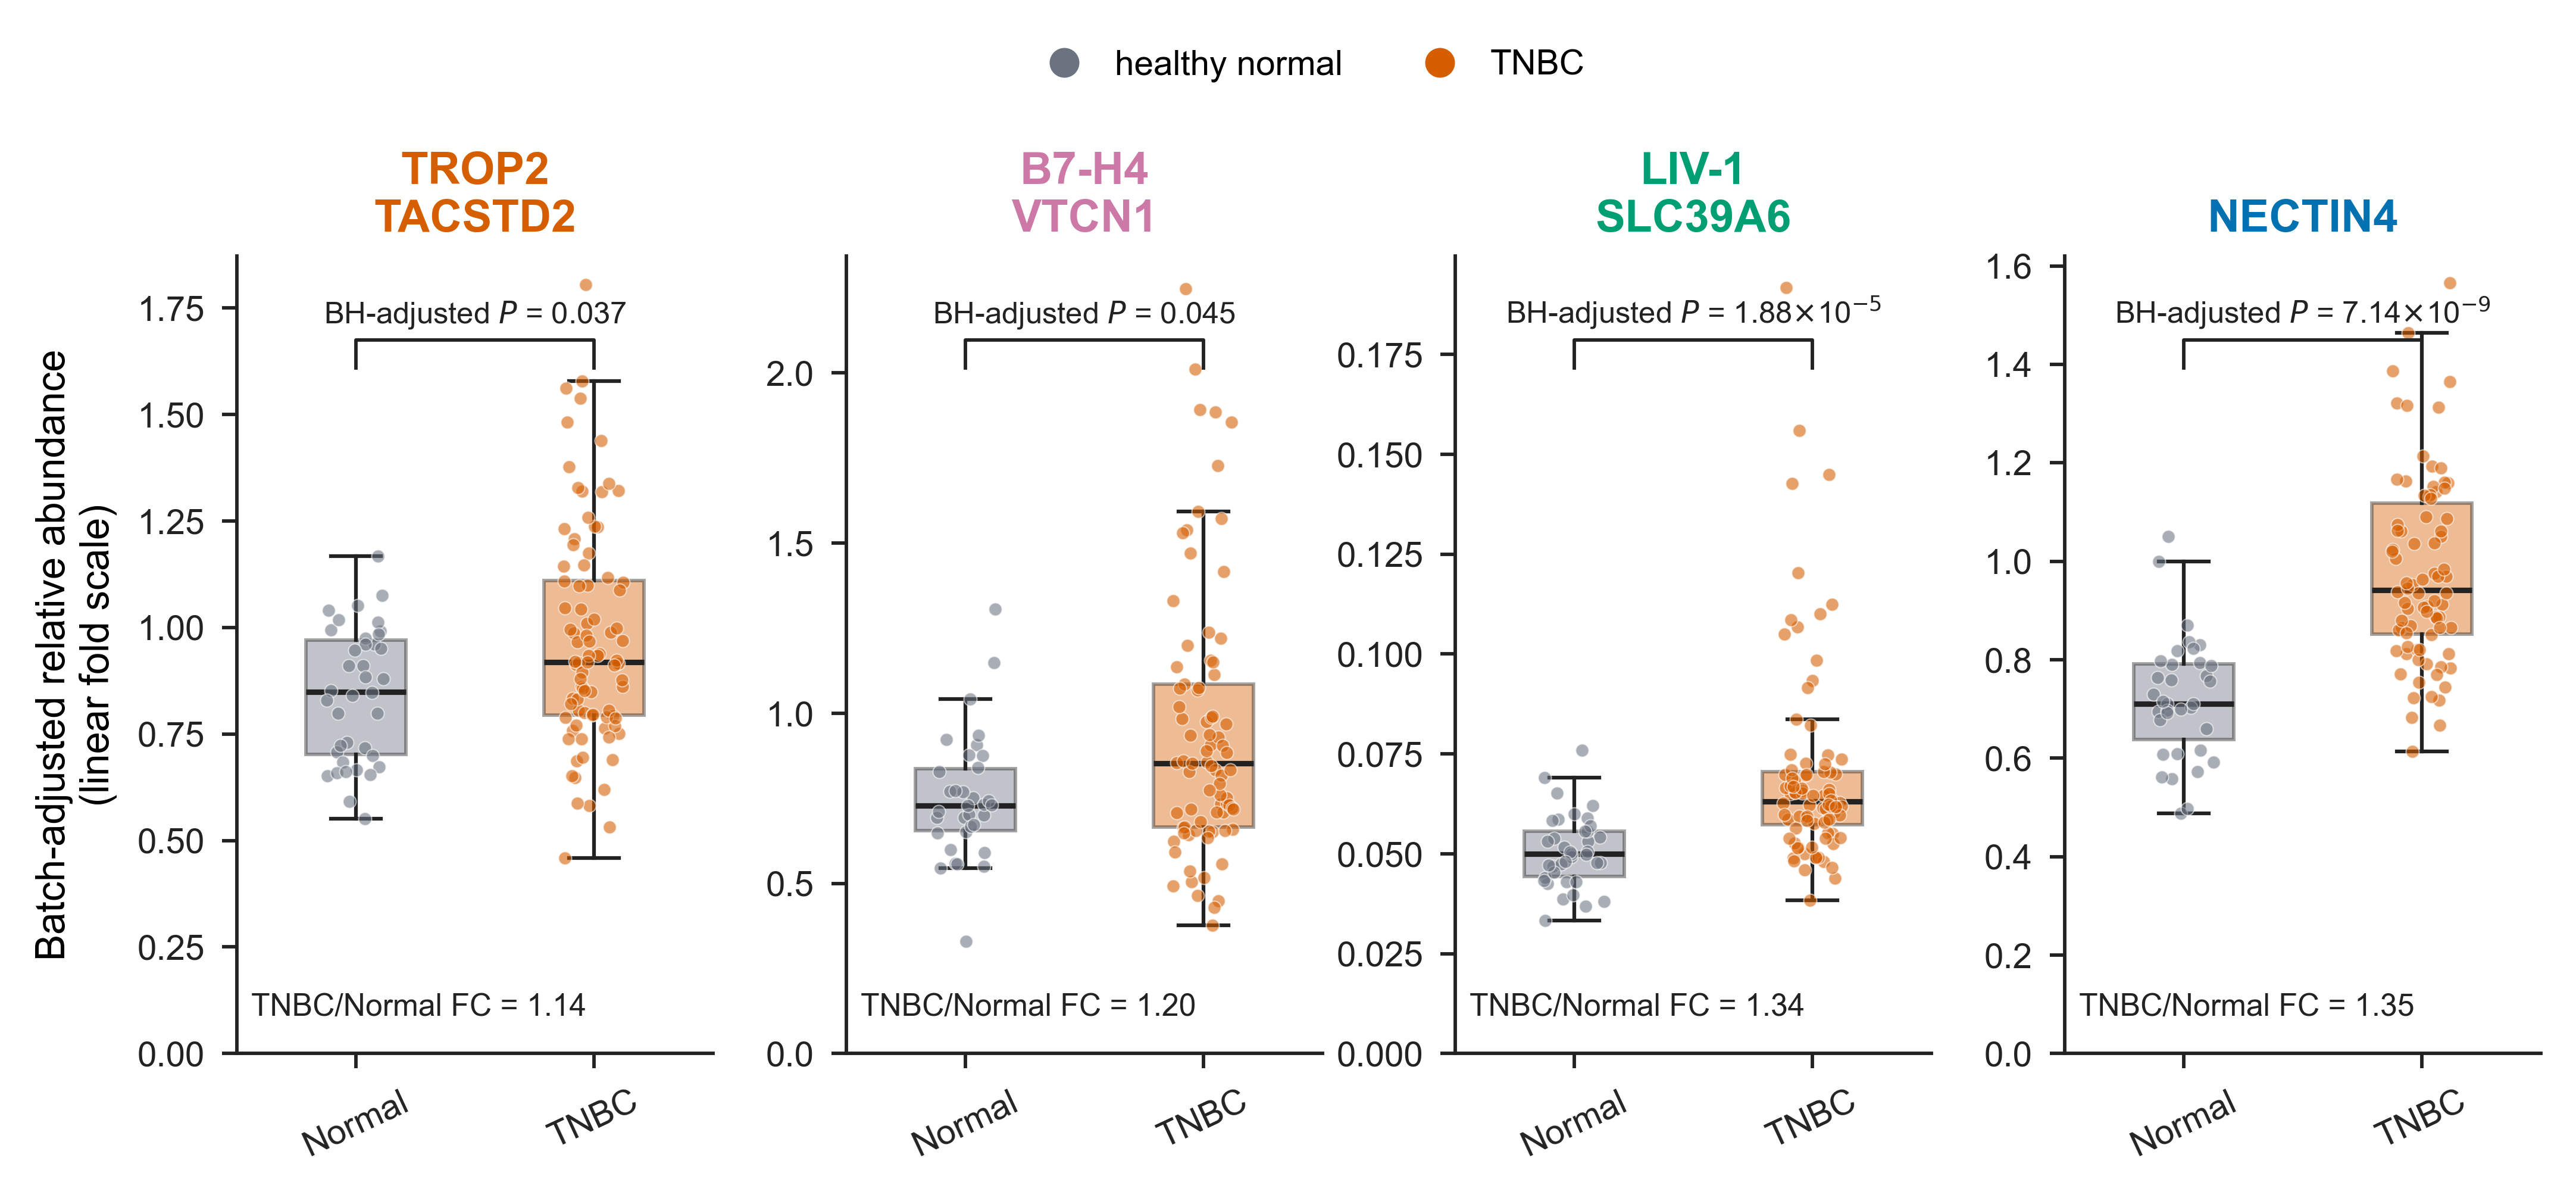 healthy normal
TNBC
TROP2
TACSTD2
B7-H4
VTCN1
LIV-1
SLC39A6
NECTIN4
Batch-adjusted relative abundance
(linear fold scale)
1.75
1.50
1.25
1.00
0.75
0.50
0.25
0.00
BH-adjusted P = 0.037
TNBC/Normal FC = 1.14
Normal
TNBC
2.0
1.5
1.0
0.5
0.0
BH-adjusted P = 0.045
TNBC/Normal FC = 1.20
Normal
TNBC
0.175
0.150
0.125
0.100
0.075
0.050
0.025
0.000
BH-adjusted P = 1.88×10⁻⁵
TNBC/Normal FC = 1.34
Normal
TNBC
1.6
1.4
1.2
1.0
0.8
0.6
0.4
0.2
0.0
BH-adjusted P = 7.14×10⁻⁹
TNBC/Normal FC = 1.35
Normal
TNBC